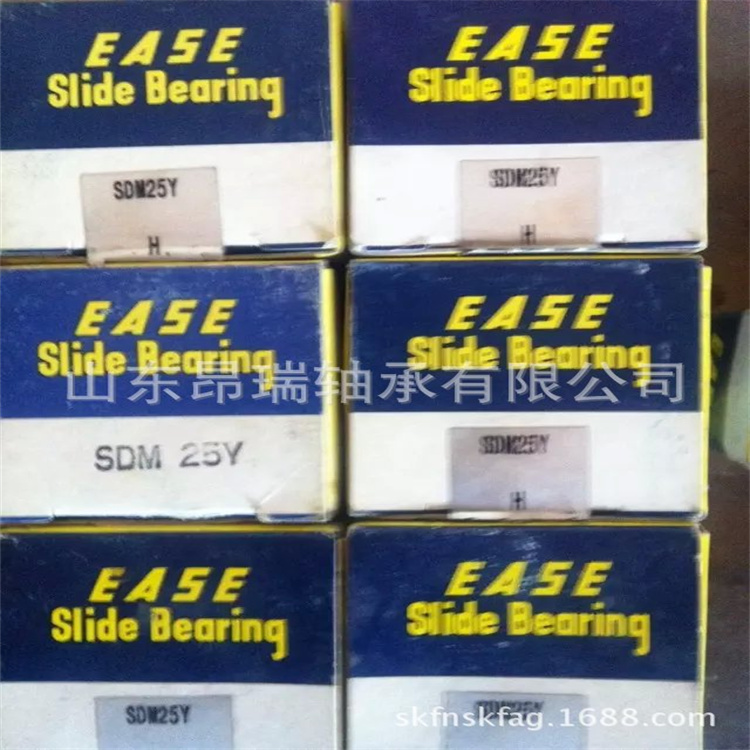 EASE
Slide Bearing
SDM25Y
H
EASE
Slide Bearing
SDM25Y
H
EASE
Slide Bearing
SDM 25Y
EASE
Slide Bearing
SDM25Y
H
山东昂瑞轴承有限公司
EASE
Slide Bearing
SDM25Y
EASE
Slide Bearing
SDM25Y
skfnskfag.1688.com